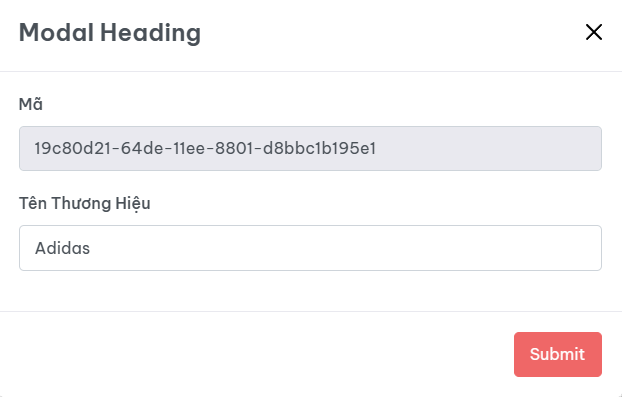 Modal Heading
Mã
19c80d21-64de-11ee-8801-d8bbc1b195e1
Tên Thương Hiệu
Adidas
Submit